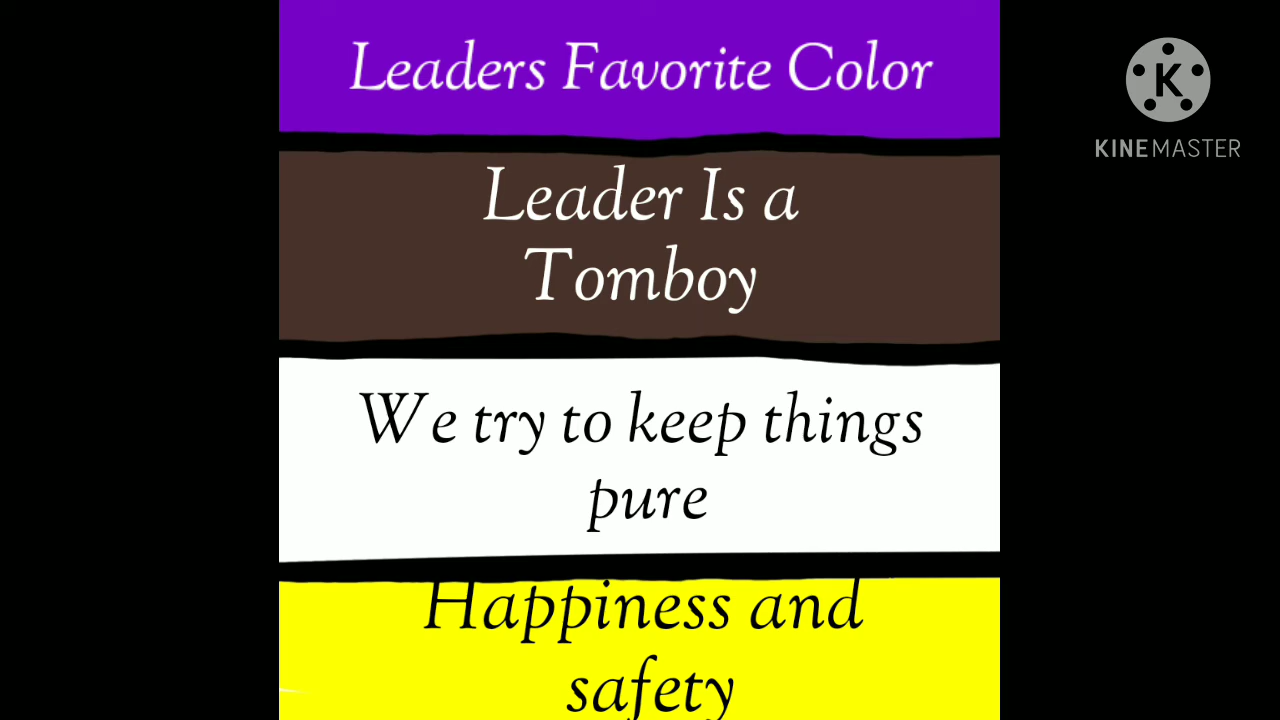 Leaders Favorite Color
Leader Is a
Tomboy
We try to keep things
pure
Happiness and
safety
K
KINEMASTER